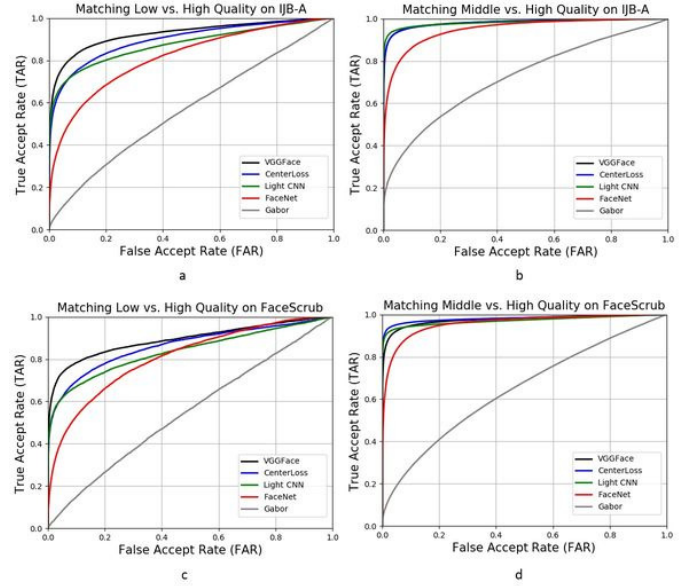 Matching Low vs. High Quality on IJB-A
True Accept Rate (TAR)
1.0
0.8
0.6
0.4
0.2
0.0
0.0 0.2 0.4 0.6 0.8 1.0
False Accept Rate (FAR)
VGGFace
CenterLoss
Light CNN
FaceNet
Gabor
a
Matching Middle vs. High Quality on IJB-A
True Accept Rate (TAR)
1.0
0.8
0.6
0.4
0.2
0.0
0.0 0.2 0.4 0.6 0.8 1.0
False Accept Rate (FAR)
VGGFace
CenterLoss
Light CNN
FaceNet
Gabor
b
Matching Low vs. High Quality on FaceScrub
True Accept Rate (TAR)
1.0
0.8
0.6
0.4
0.2
0.0
0.0 0.2 0.4 0.6 0.8 1.0
False Accept Rate (FAR)
VGGFace
CenterLoss
Light CNN
FaceNet
Gabor
c
Matching Middle vs. High Quality on FaceScrub
True Accept Rate (TAR)
1.0
0.8
0.6
0.4
0.2
0.0
0.0 0.2 0.4 0.6 0.8 1.0
False Accept Rate (FAR)
VGGFace
CenterLoss
Light CNN
FaceNet
Gabor
d